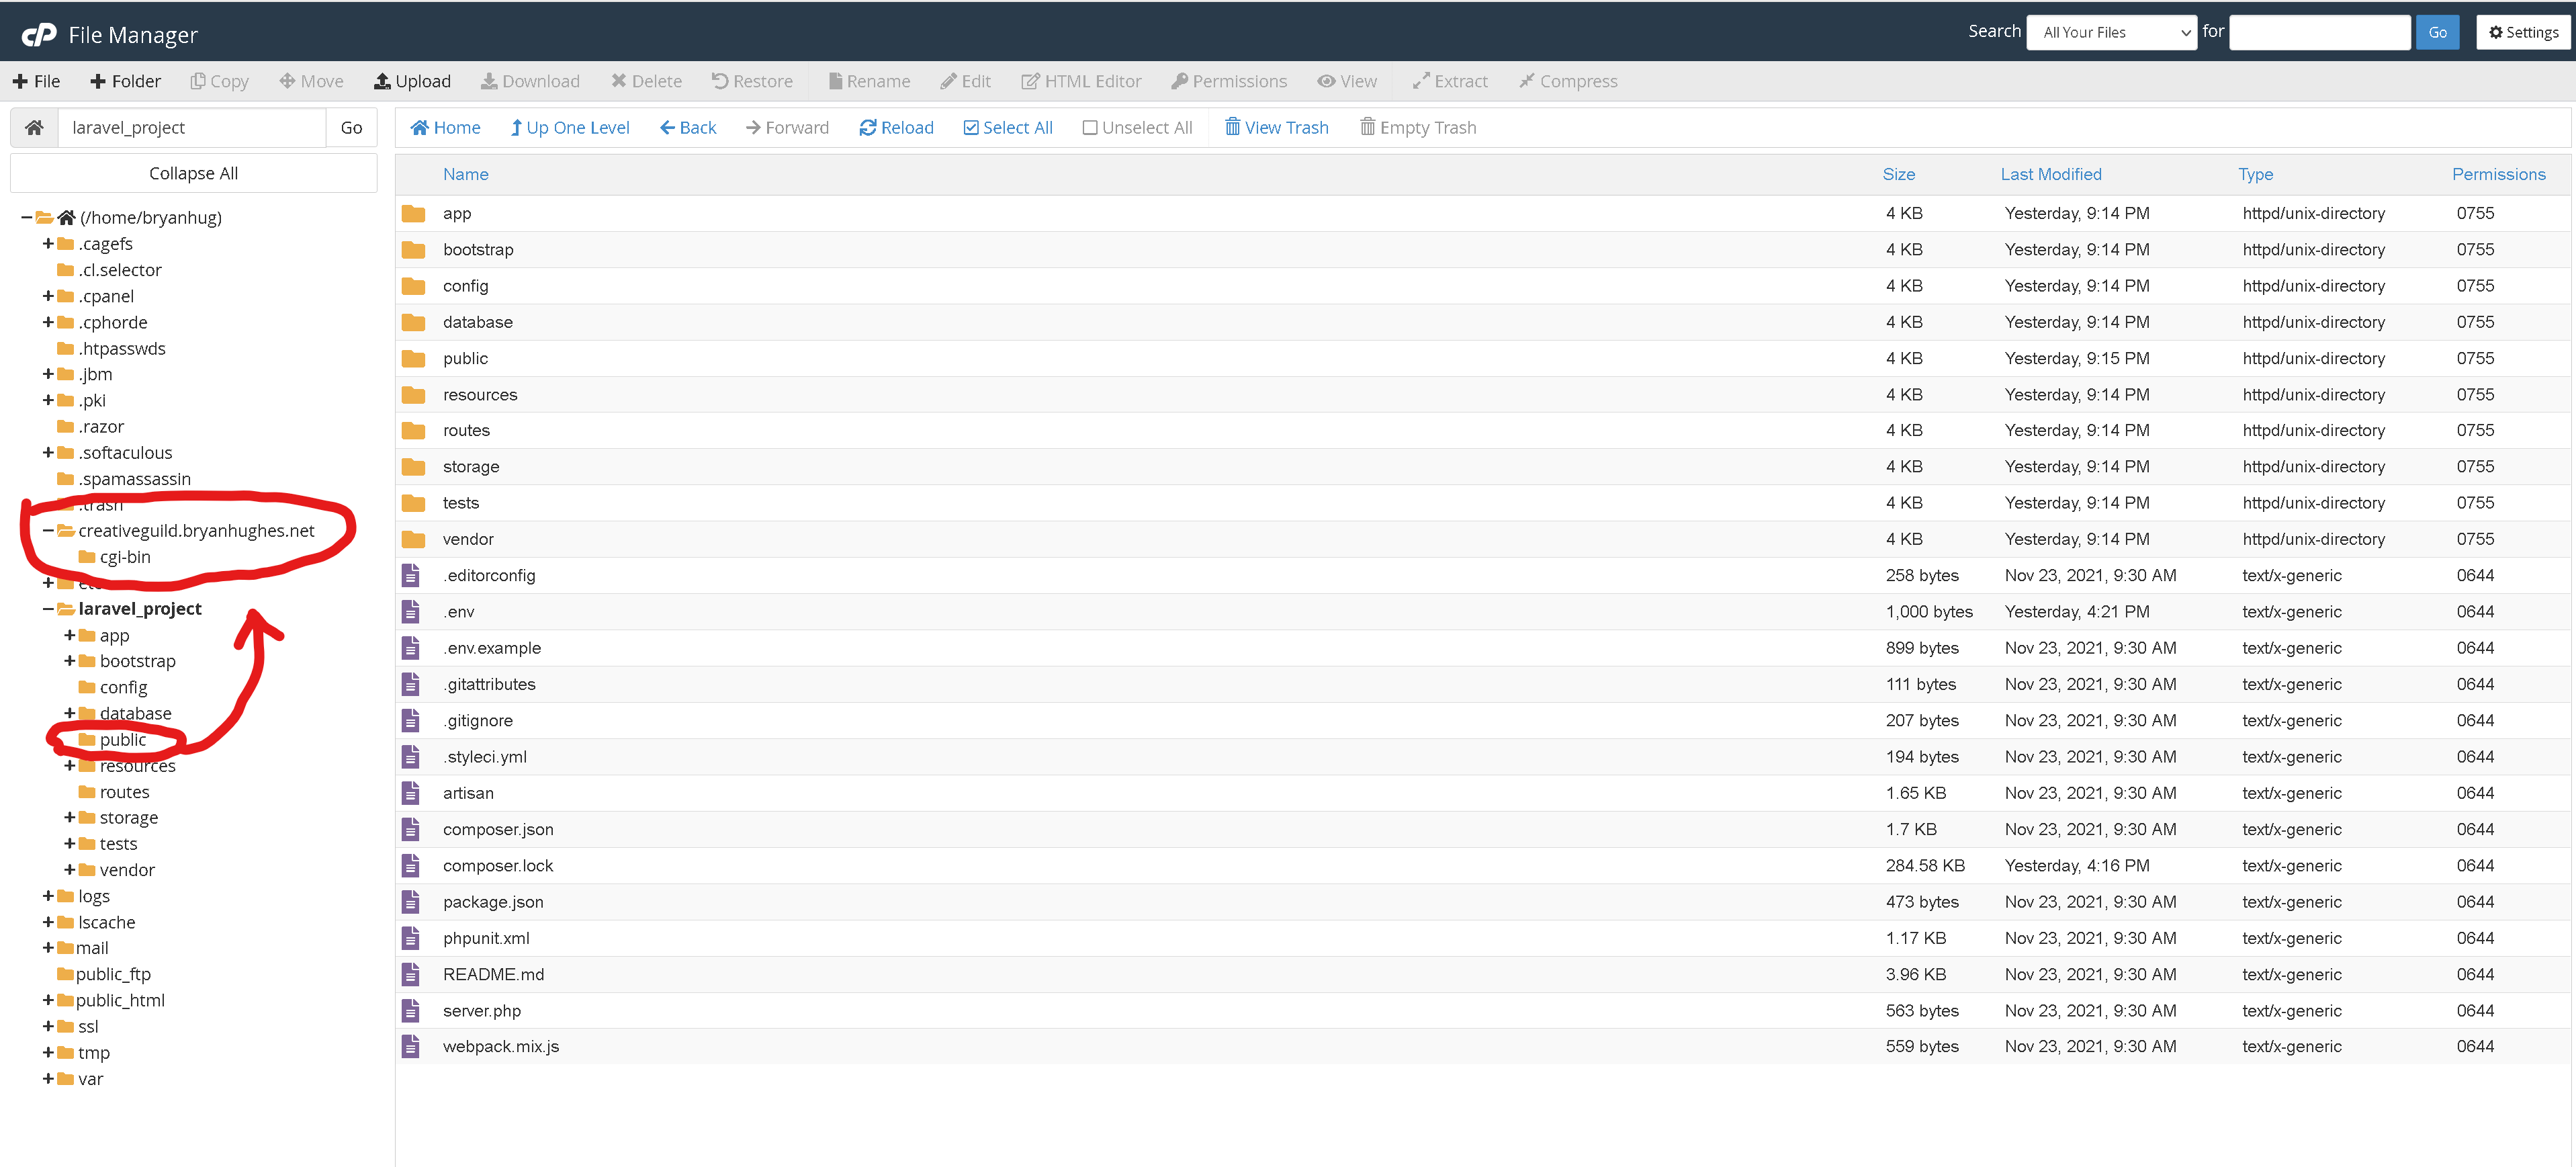 cP File Manager Search All Your Files for Go Settings
File Folder Copy Move Upload Download Delete Restore Rename Edit HTML Editor Permissions View Extract Compress
laravel_project Go Home Up One Level Back Forward Reload Select All Unselect All View Trash Empty Trash
Collapse All
(/home/bryanhug)
.cagefs
.cl.selector
.cpanel
.cphorde
.htpasswds
.jbm
.pki
.razor
.softaculous
.spamassassin
.trash
creativeguild.bryanhughes.net
cgi-bin
etc
laravel_project
app
bootstrap
config
database
public
resources
routes
storage
tests
vendor
logs
lscache
mail
public_ftp
public_html
ssl
tmp
var
Name Size Last Modified Type Permissions
app 4 KB Yesterday, 9:14 PM httpd/unix-directory 0755
bootstrap 4 KB Yesterday, 9:14 PM httpd/unix-directory 0755
config 4 KB Yesterday, 9:14 PM httpd/unix-directory 0755
database 4 KB Yesterday, 9:14 PM httpd/unix-directory 0755
public 4 KB Yesterday, 9:15 PM httpd/unix-directory 0755
resources 4 KB Yesterday, 9:14 PM httpd/unix-directory 0755
routes 4 KB Yesterday, 9:14 PM httpd/unix-directory 0755
storage 4 KB Yesterday, 9:14 PM httpd/unix-directory 0755
tests 4 KB Yesterday, 9:14 PM httpd/unix-directory 0755
vendor 4 KB Yesterday, 9:14 PM httpd/unix-directory 0755
.editorconfig 258 bytes Nov 23, 2021, 9:30 AM text/x-generic 0644
.env 1,000 bytes Yesterday, 4:21 PM text/x-generic 0644
.env.example 899 bytes Nov 23, 2021, 9:30 AM text/x-generic 0644
.gitattributes 111 bytes Nov 23, 2021, 9:30 AM text/x-generic 0644
.gitignore 207 bytes Nov 23, 2021, 9:30 AM text/x-generic 0644
.styleci.yml 194 bytes Nov 23, 2021, 9:30 AM text/x-generic 0644
artisan 1.65 KB Nov 23, 2021, 9:30 AM text/x-generic 0644
composer.json 1.7 KB Nov 23, 2021, 9:30 AM text/x-generic 0644
composer.lock 284.58 KB Yesterday, 4:16 PM text/x-generic 0644
package.json 473 bytes Nov 23, 2021, 9:30 AM text/x-generic 0644
phpunit.xml 1.17 KB Nov 23, 2021, 9:30 AM text/x-generic 0644
README.md 3.96 KB Nov 23, 2021, 9:30 AM text/x-generic 0644
server.php 563 bytes Nov 23, 2021, 9:30 AM text/x-generic 0644
webpack.mix.js 559 bytes Nov 23, 2021, 9:30 AM text/x-generic 0644